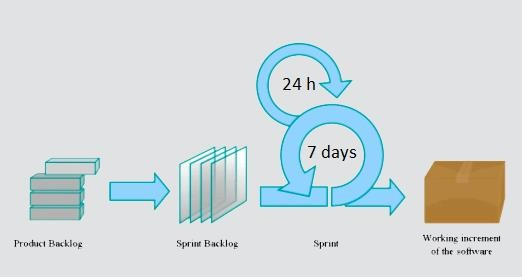 24 h
7 days
Product Backlog
Sprint Backlog
Sprint
Working increment
of the software